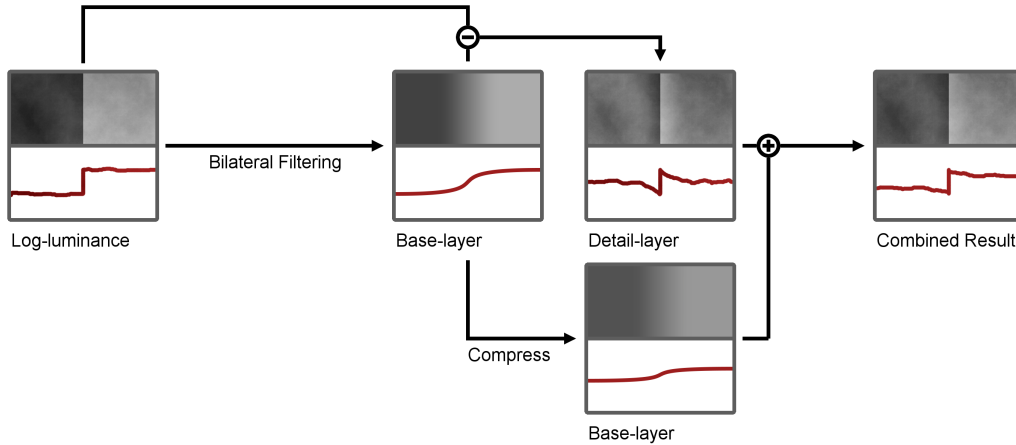 Bilateral Filtering
Log-luminance
Base-layer
Detail-layer
Combined Result
Compress
Base-layer